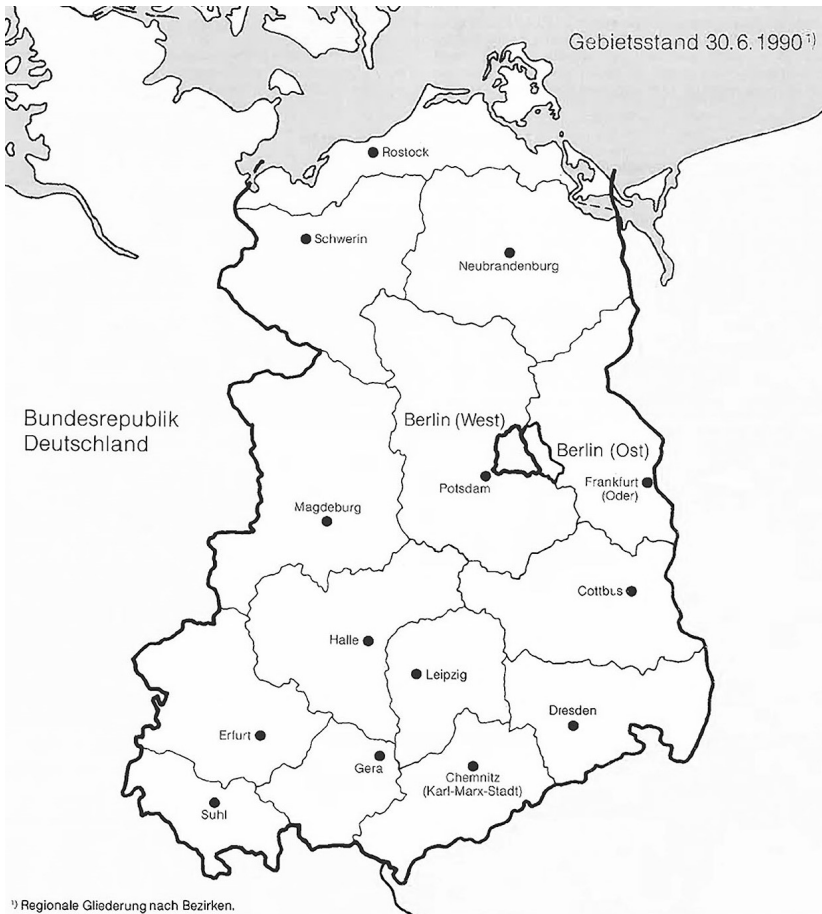 Gebietsstand 30.6.1990 ¹)
Rostock
Schwerin
Neubrandenburg
Bundesrepublik
Deutschland
Berlin (West)
Berlin (Ost)
Potsdam
Frankfurt
(Oder)
Magdeburg
Cottbus
Halle
Leipzig
Dresden
Erfurt
Gera
Chemnitz
(Karl-Marx-Stadt)
Suhl
¹) Regionale Gliederung nach Bezirken.